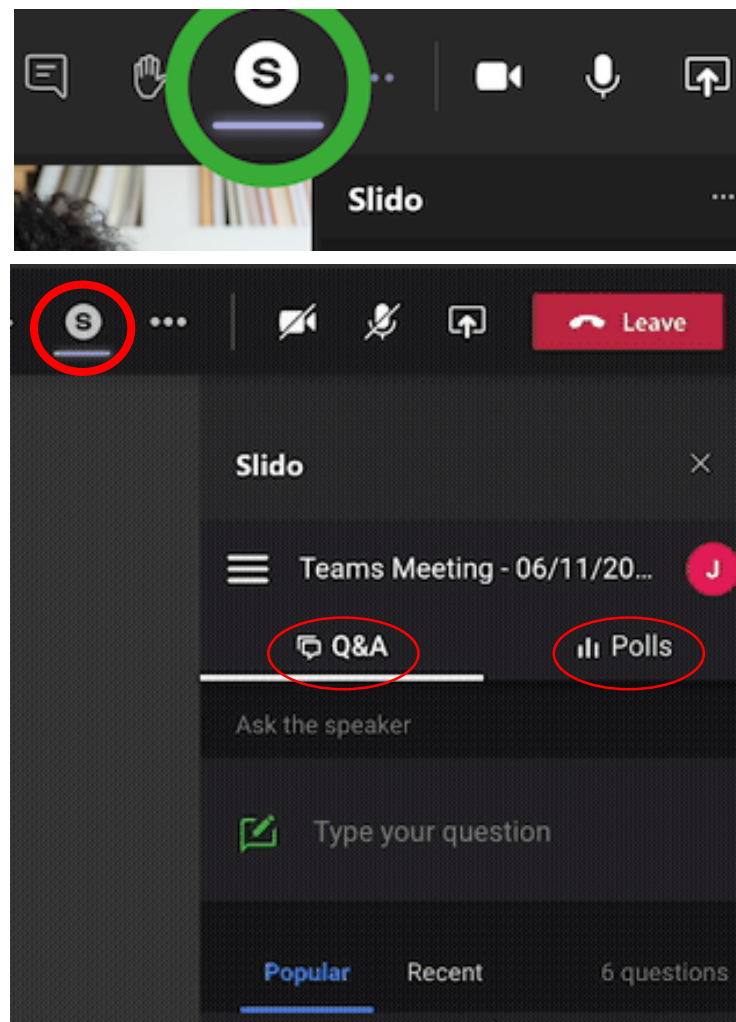 S
Slido
S
Leave
Slido
Teams Meeting - 06/11/20...
J
Q&A
Polls
Ask the speaker
Type your question
Popular Recent 6 questions